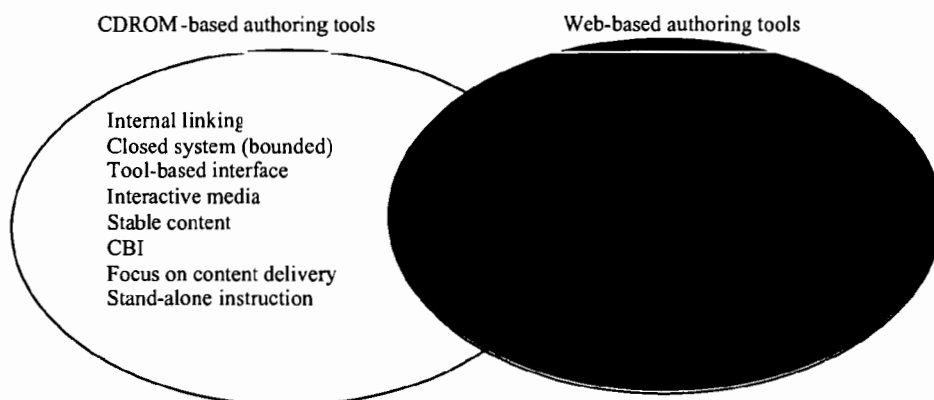 CDROM-based authoring tools
Web-based authoring tools
Internal linking
Closed system (bounded)
Tool-based interface
Interactive media
Stable content
CBI
Focus on content delivery
Stand-alone instruction